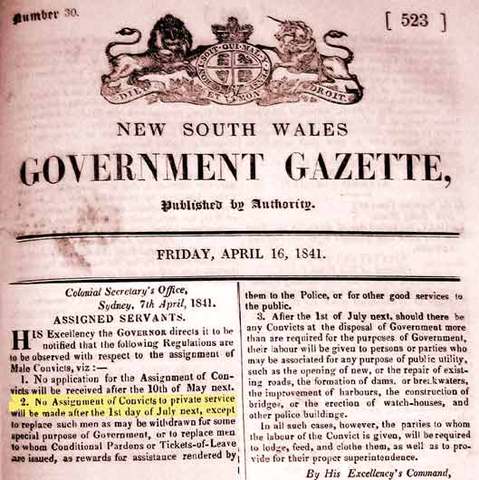 Number 30.
[ 523 ]
DIEU ET MON DROIT.
NEW SOUTH WALES
GOVERNMENT GAZETTE,
Published by Authority.
FRIDAY, APRIL 16, 1841.
Colonial Secretary's Office,
Sydney, 7th April, 1841.
ASSIGNED SERVANTS.
HIS Excellency the GOVERNOR directs it to be
notified that the following Regulations are
to be observed with respect to the assignment of
Male Convicts, viz :—
1. No application for the Assignment of Con-
victs will be received after the 10th of May next.
2. No Assignment of Convicts to private service
will be made after the 1st day of July next, except
to replace such men as may be withdrawn for some
special purpose of Government, or to replace men
to whom Conditional Pardons or Tickets-of-Leave
are issued, as rewards for assistance rendered by
them to the Police, or for other good services to
the public.
3. After the 1st of July next, should there be
any Convicts at the disposal of Government more
than are required for the purposes of Government,
their labour will be given to persons or parties who
may be associated for any purpose of public utility,
such as the opening of new, or the repair of exist-
ing roads, the formation of dams, or breakwaters,
the improvement of harbours, the construction of
bridges, or the erection of watch-houses, and
other police buildings.
In all such cases, however, the parties to whom
the labour of the Convict is given, will be required
to lodge, feed, and clothe them, as well as to pro-
vide for their proper superintendence.
By His Excellency's Command,